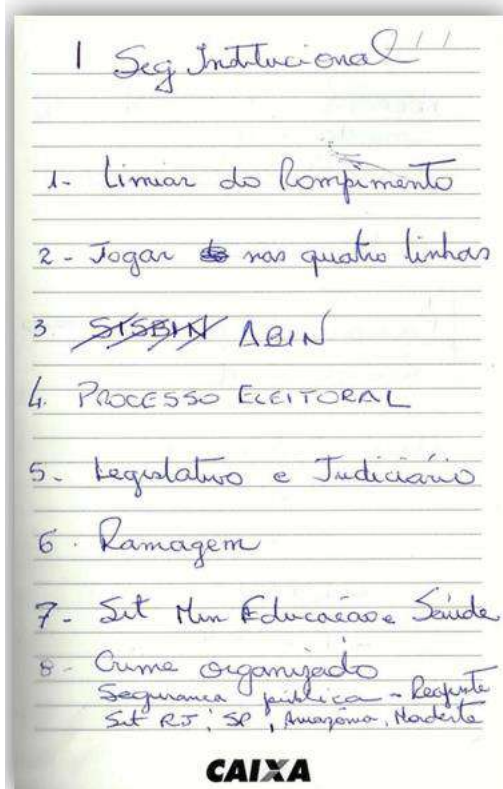 1 Seg Institucional
1- Limiar do Rompimento
2- Jogar nas quatro linhas
3 SISBIN ABIN
4. PROCESSO ELEITORAL
5- Legislativo e Judiciário
6. Ramagem
7- Sit Min Educação e Saúde
8- Crime organizado
Segurança pública - Reajuste
Sit RJ, SP, Amazônia, Nordeste
CAIXA